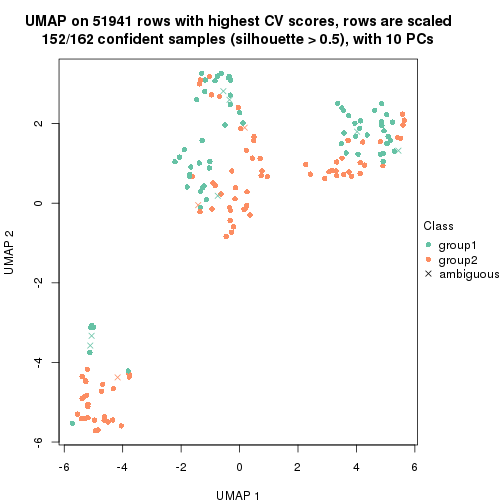 UMAP on 51941 rows with highest CV scores, rows are scaled
152/162 confident samples (silhouette > 0.5), with 10 PCs
2
0
-2
-4
-6
UMAP 2
-6
-4
-2
0
2
4
6
UMAP 1
Class
group1
group2
ambiguous